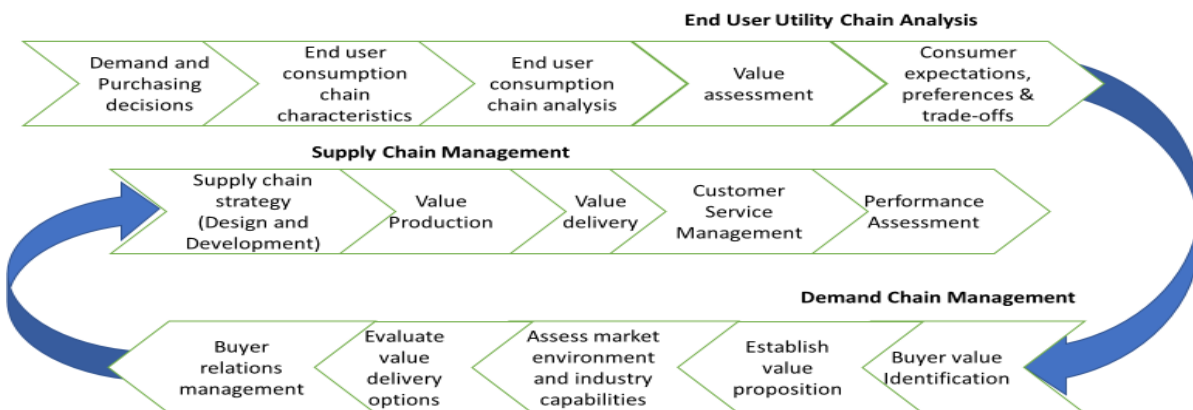 End User Utility Chain Analysis
Demand and
Purchasing
decisions
End user
consumption
chain
characteristics
End user
consumption
chain analysis
Value
assessment
Consumer
expectations,
preferences &
trade-offs
Supply Chain Management
Supply chain
strategy
(Design and
Development)
Value
Production
Value
delivery
Customer
Service
Management
Performance
Assessment
Demand Chain Management
Buyer
relations
management
Evaluate
value
delivery
options
Assess market
environment
and industry
capabilities
Establish
value
proposition
Buyer value
Identification